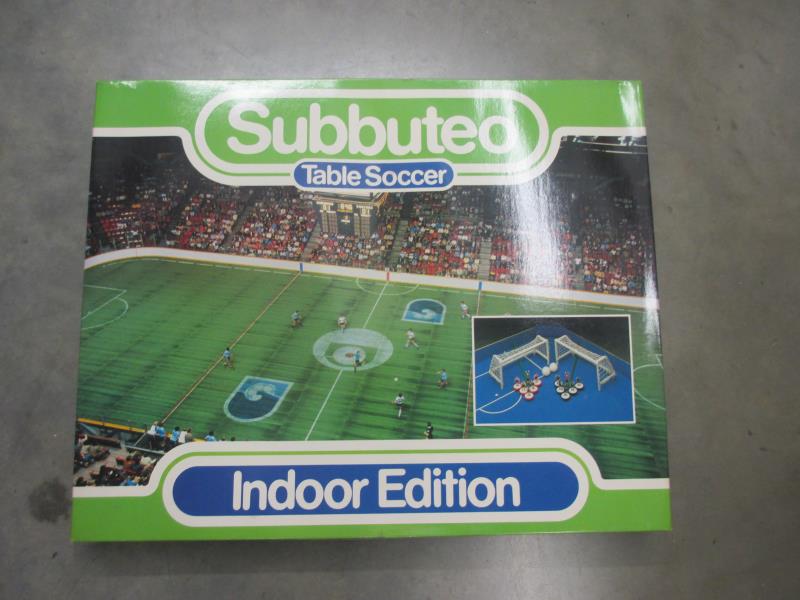 Subbuteo
Table Soccer
Indoor Edition